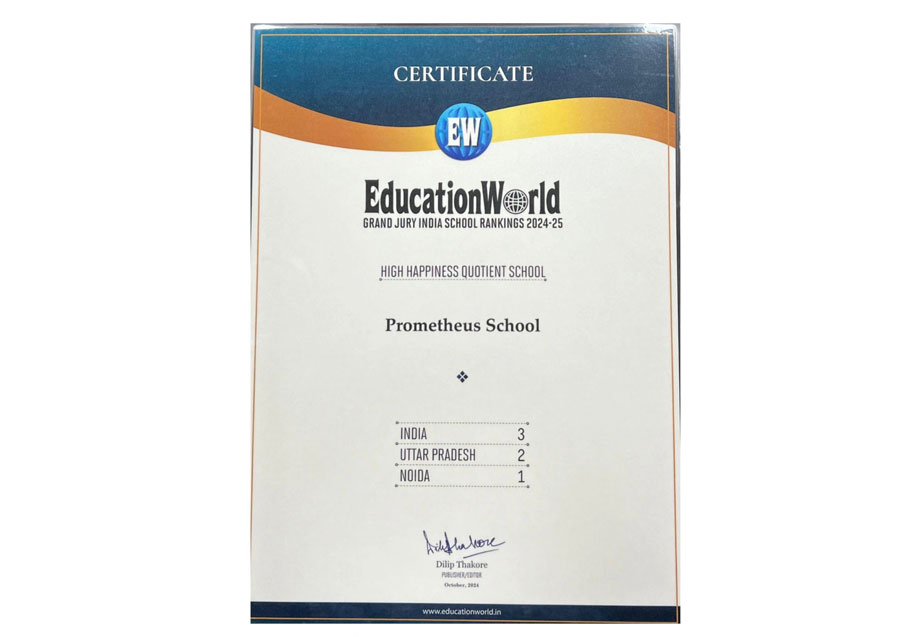 CERTIFICATE
EW
EducationWorld
GRAND JURY INDIA SCHOOL RANKINGS 2024-25
HIGH HAPPINESS QUOTIENT SCHOOL
Prometheus School
INDIA 3
UTTAR PRADESH 2
NOIDA 1
Dilip Thakore
Dilip Thakore
PUBLISHER/EDITOR
October, 2024
www.educationworld.in